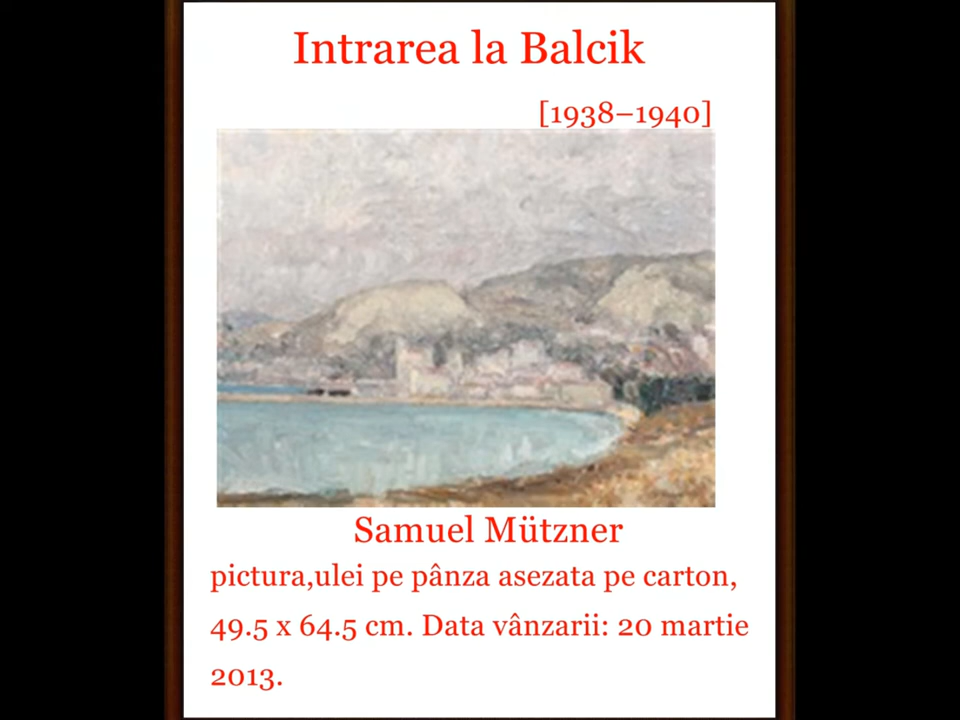 Intrarea la Balcik
[1938–1940]
Samuel Mützner
pictura,ulei pe pânza asezata pe carton,
49.5 x 64.5 cm. Data vânzarii: 20 martie
2013.